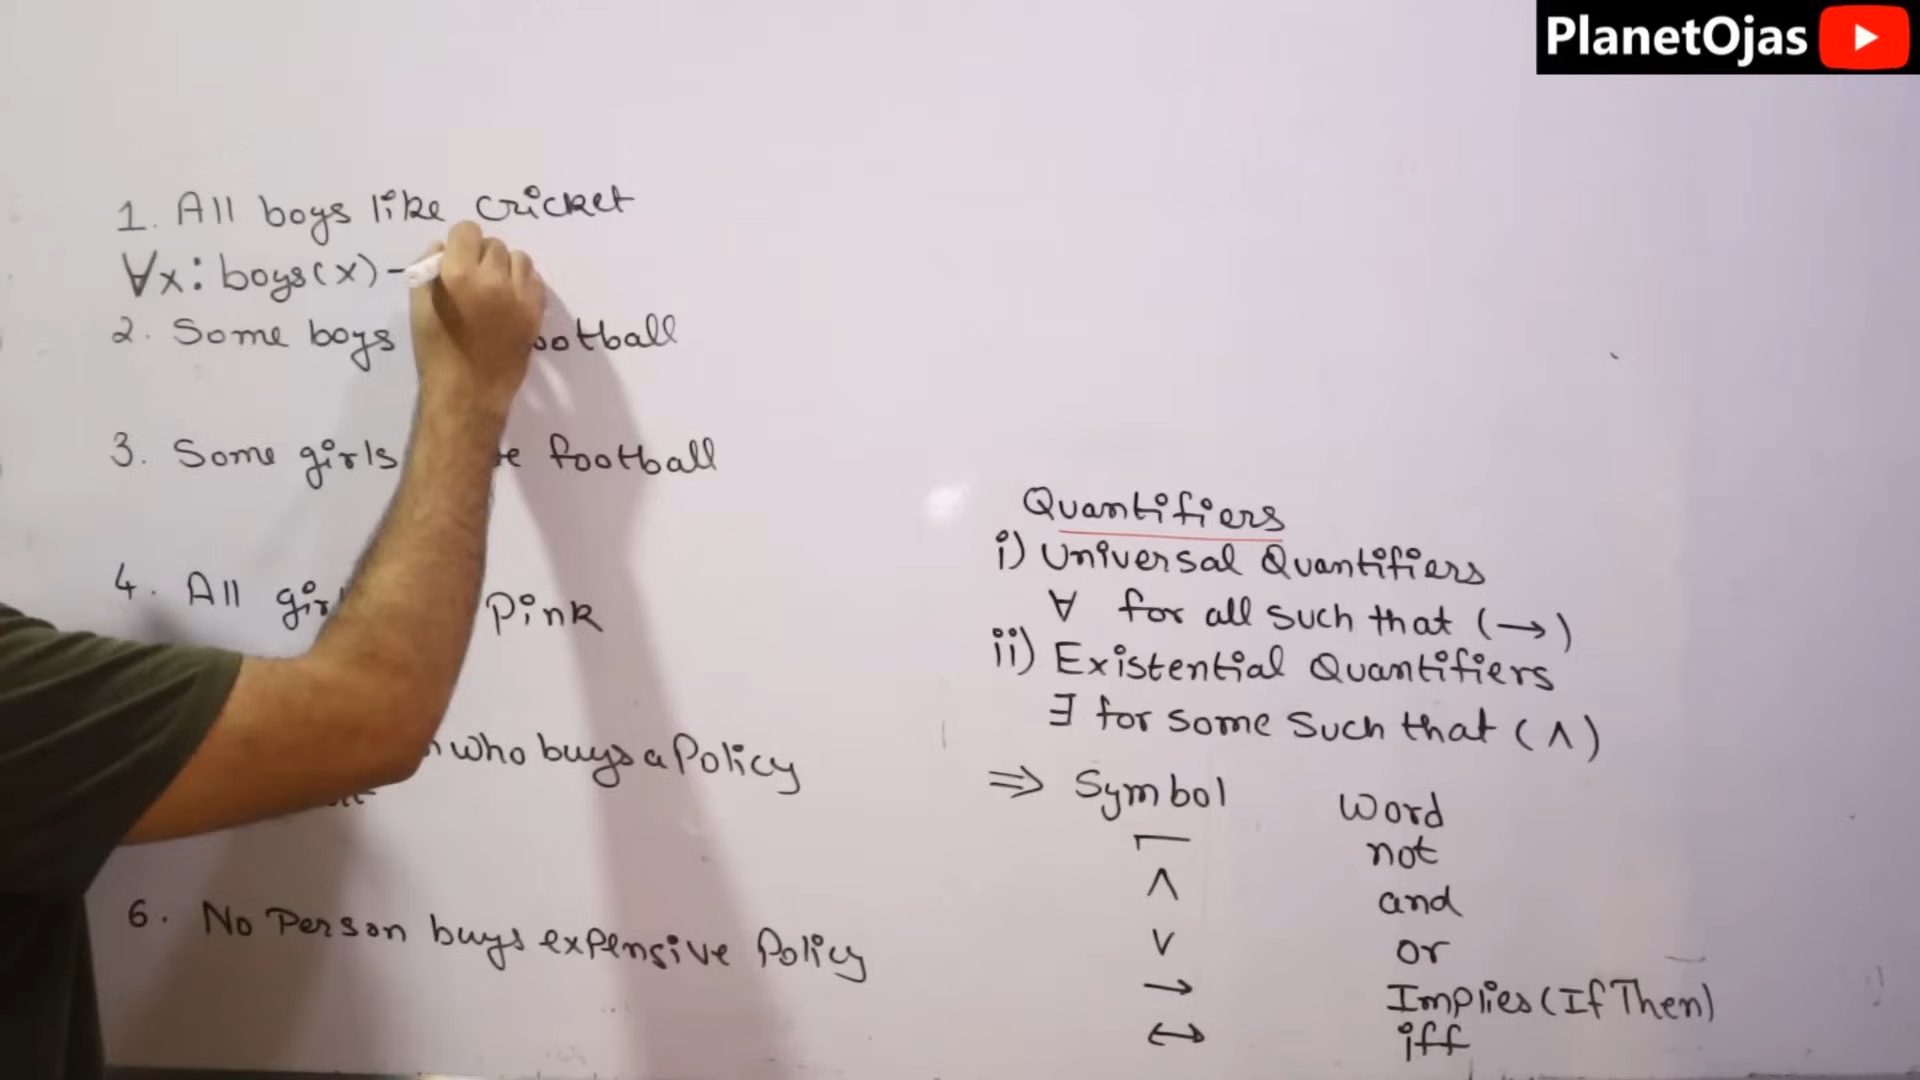 PlanetOjas
1. All boys like cricket
∀x: boys(x) -
2. Some boys football
3. Some girls football
4. All Pink
who buys a Policy
6. No Person buys expensive Policy
Quantifiers
i) Universal Quantifiers
∀ for all such that (→)
ii) Existential Quantifiers
∃ for some Such that (∧)
⇒ Symbol Word
¬ not
∧ and
∨ or
→ Implies (If Then)
↔ iff